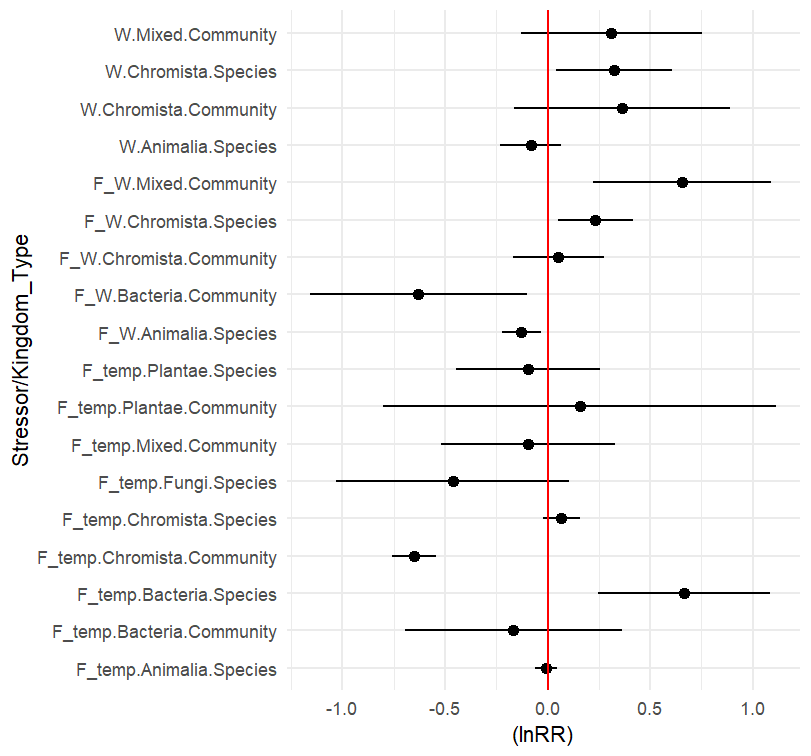 W.Mixed.Community
W.Chromista.Species
W.Chromista.Community
W.Animalia.Species
F_W.Mixed.Community
F_W.Chromista.Species
F_W.Chromista.Community
F_W.Bacteria.Community
F_W.Animalia.Species
F_temp.Plantae.Species
F_temp.Plantae.Community
F_temp.Mixed.Community
F_temp.Fungi.Species
F_temp.Chromista.Species
F_temp.Chromista.Community
F_temp.Bacteria.Species
F_temp.Bacteria.Community
F_temp.Animalia.Species
Stressor/Kingdom_Type
-1.0 -0.5 0.0 0.5 1.0
(lnRR)